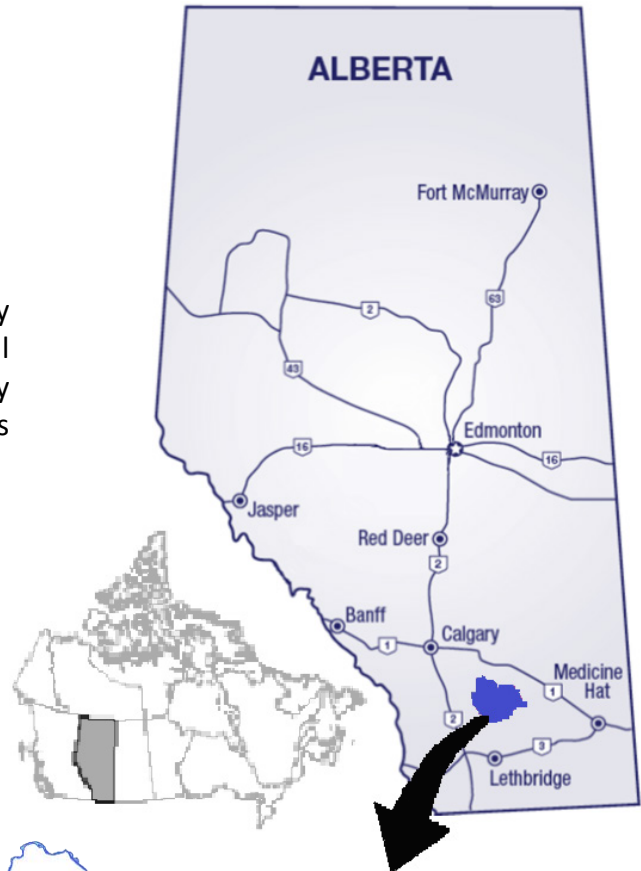 ALBERTA
Fort McMurray
63
2
y
l
43
y
s
Edmonton
16
16
Jasper
Red Deer
2
Banff
Calgary
1
Medicine
Hat
1
2
3
Lethbridge